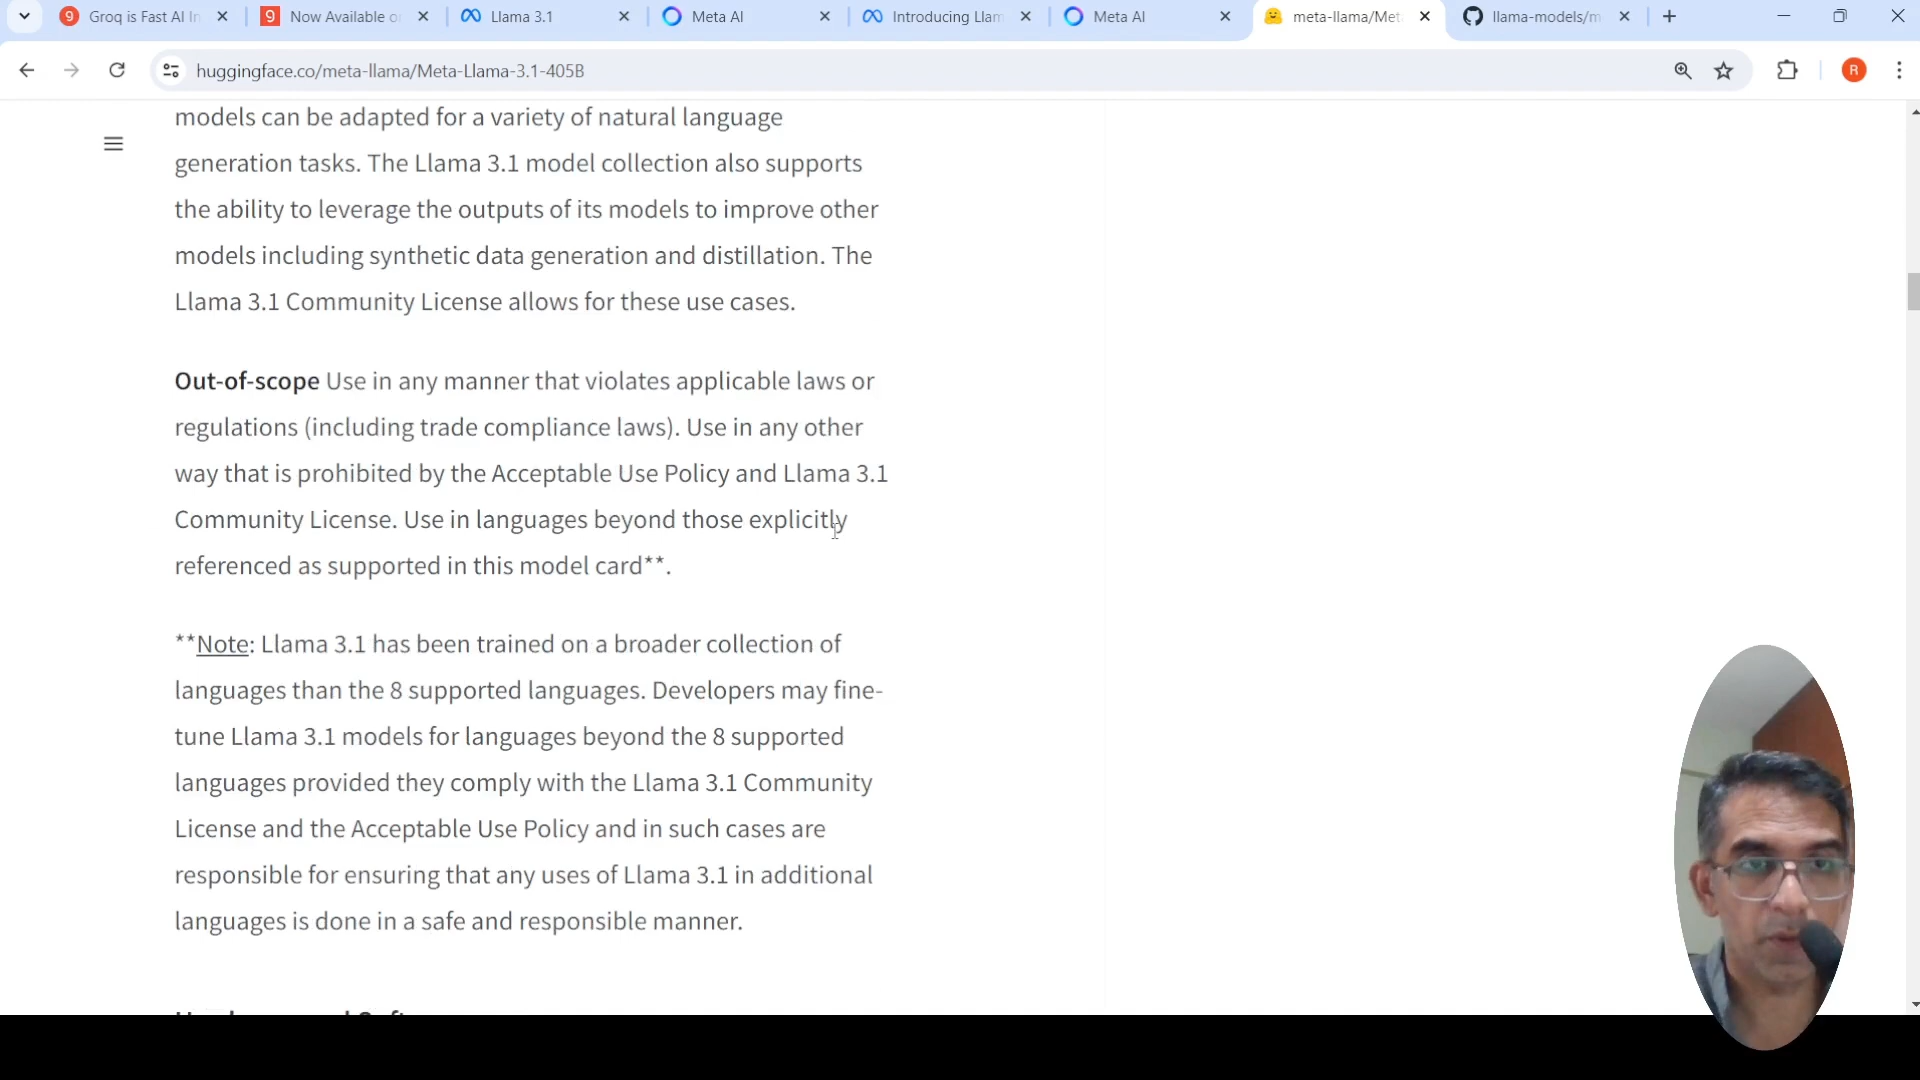 Groq is Fast AI In
Now Available o
Llama 3.1
Meta AI
Introducing Llam
Meta AI
meta-llama/Met
llama-models/m
huggingface.co/meta-llama/Meta-Llama-3.1-405B
R
models can be adapted for a variety of natural language
generation tasks. The Llama 3.1 model collection also supports
the ability to leverage the outputs of its models to improve other
models including synthetic data generation and distillation. The
Llama 3.1 Community License allows for these use cases.
Out-of-scope Use in any manner that violates applicable laws or
regulations (including trade compliance laws). Use in any other
way that is prohibited by the Acceptable Use Policy and Llama 3.1
Community License. Use in languages beyond those explicitly
referenced as supported in this model card**.
**Note: Llama 3.1 has been trained on a broader collection of
languages than the 8 supported languages. Developers may fine-
tune Llama 3.1 models for languages beyond the 8 supported
languages provided they comply with the Llama 3.1 Community
License and the Acceptable Use Policy and in such cases are
responsible for ensuring that any uses of Llama 3.1 in additional
languages is done in a safe and responsible manner.